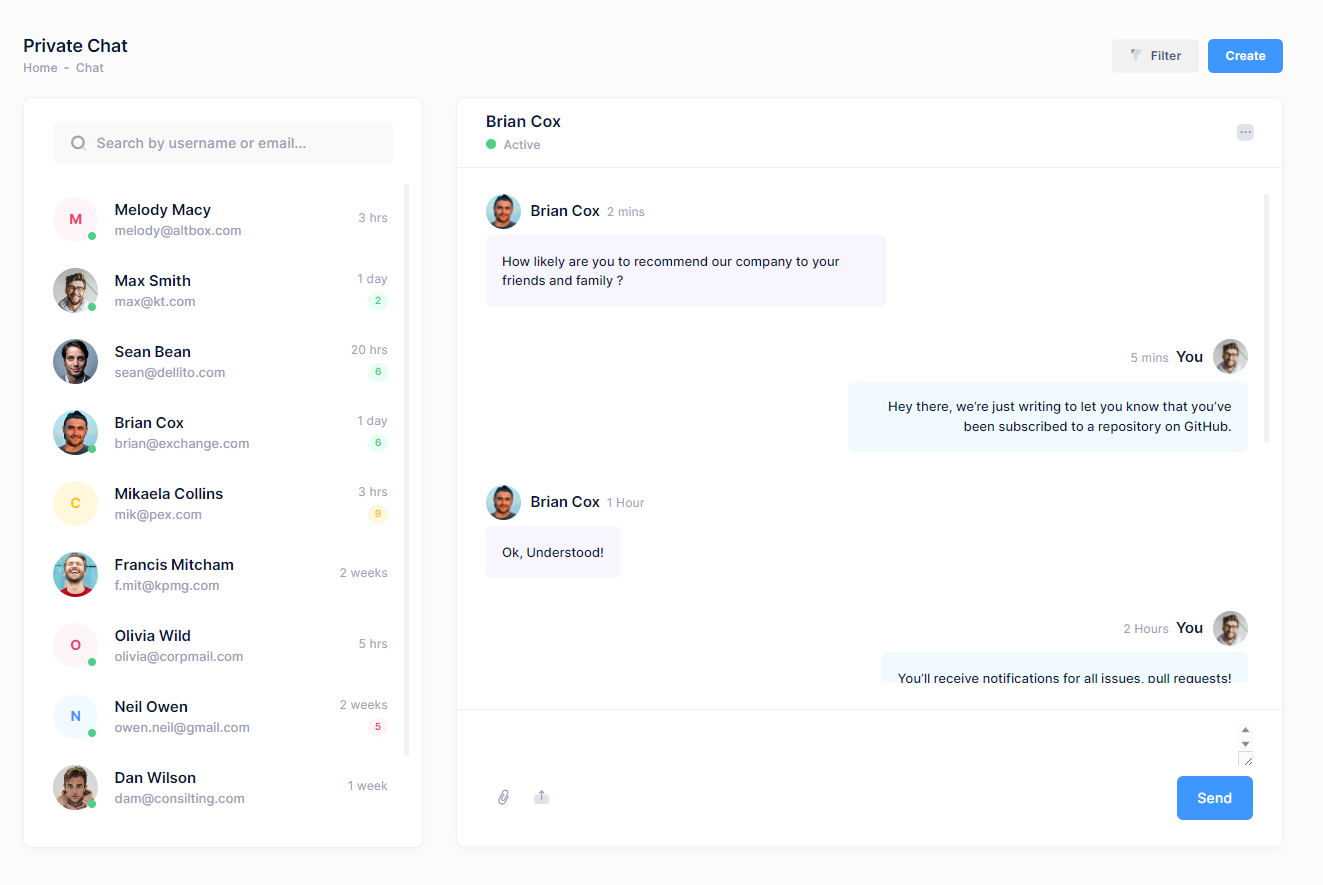 Private Chat
Home - Chat
Filter
Create
Search by username or email...
M
Melody Macy
3 hrs
melody@altbox.com
Max Smith
1 day
max@kt.com
2
Sean Bean
20 hrs
sean@dellito.com
6
Brian Cox
1 day
brian@exchange.com
6
C
Mikaela Collins
3 hrs
mik@pex.com
9
Francis Mitcham
2 weeks
f.mit@kpmg.com
O
Olivia Wild
5 hrs
olivia@corpmail.com
N
Neil Owen
2 weeks
owen.neil@gmail.com
5
Dan Wilson
1 week
dam@consilting.com
Brian Cox
Active
Brian Cox 2 mins
How likely are you to recommend our company to your
friends and family ?
5 mins You
Hey there, we’re just writing to let you know that you’ve
been subscribed to a repository on GitHub.
Brian Cox 1 Hour
Ok, Understood!
2 Hours You
You’ll receive notifications for all issues, pull requests!
Send